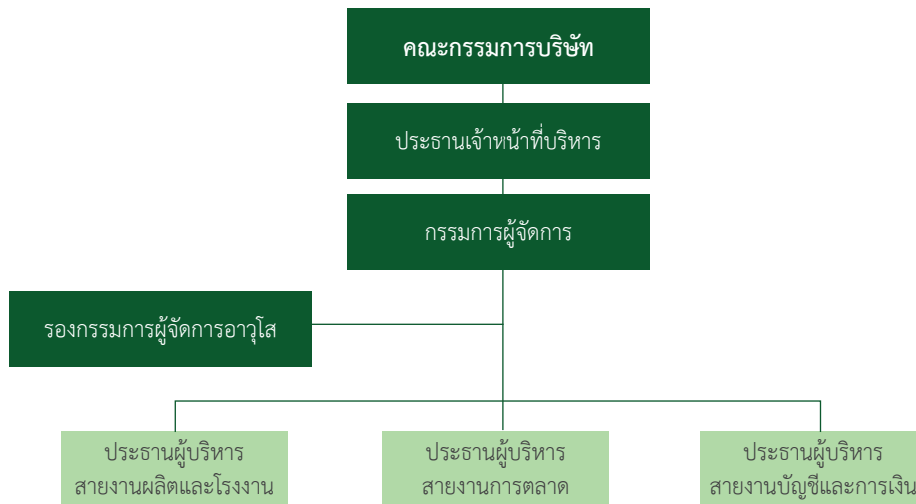 คณะกรรมการบริษัท
ประธานเจ้าหน้าที่บริหาร
กรรมการผู้จัดการ
รองกรรมการผู้จัดการอาวุโส
ประธานผู้บริหาร
สายงานผลิตและโรงงาน
ประธานผู้บริหาร
สายงานการตลาด
ประธานผู้บริหาร
สายงานบัญชีและการเงิน